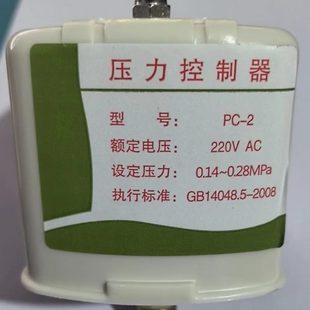 压力控制器
型 号: PC-2
额定电压: 220V AC
设定压力: 0.14~0.28MPa
执行标准: GB14048.5-2008